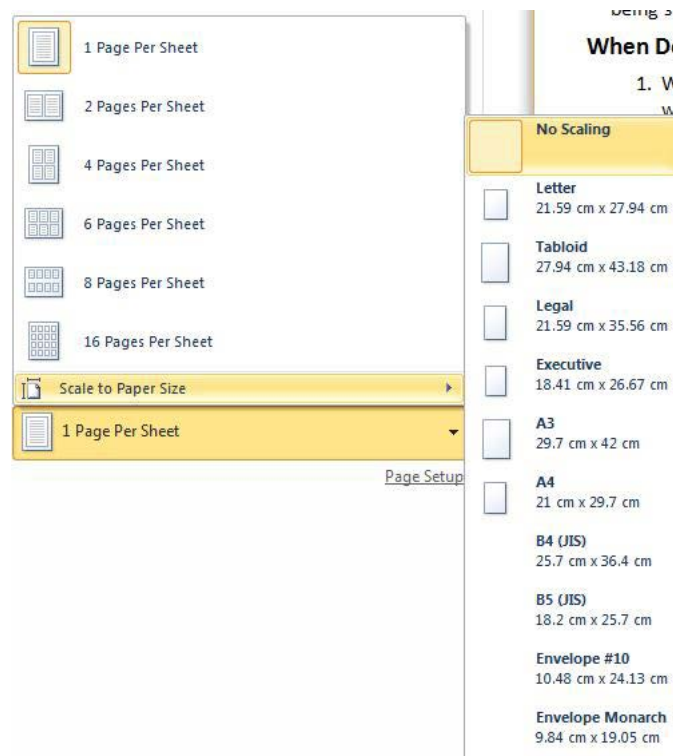 1 Page Per Sheet
2 Pages Per Sheet
4 Pages Per Sheet
6 Pages Per Sheet
8 Pages Per Sheet
16 Pages Per Sheet
Scale to Paper Size
1 Page Per Sheet
Page Setup
being s
When De
1. W
No Scaling
Letter
21.59 cm x 27.94 cm
Tabloid
27.94 cm x 43.18 cm
Legal
21.59 cm x 35.56 cm
Executive
18.41 cm x 26.67 cm
A3
29.7 cm x 42 cm
A4
21 cm x 29.7 cm
B4 (JIS)
25.7 cm x 36.4 cm
B5 (JIS)
18.2 cm x 25.7 cm
Envelope #10
10.48 cm x 24.13 cm
Envelope Monarch
9.84 cm x 19.05 cm